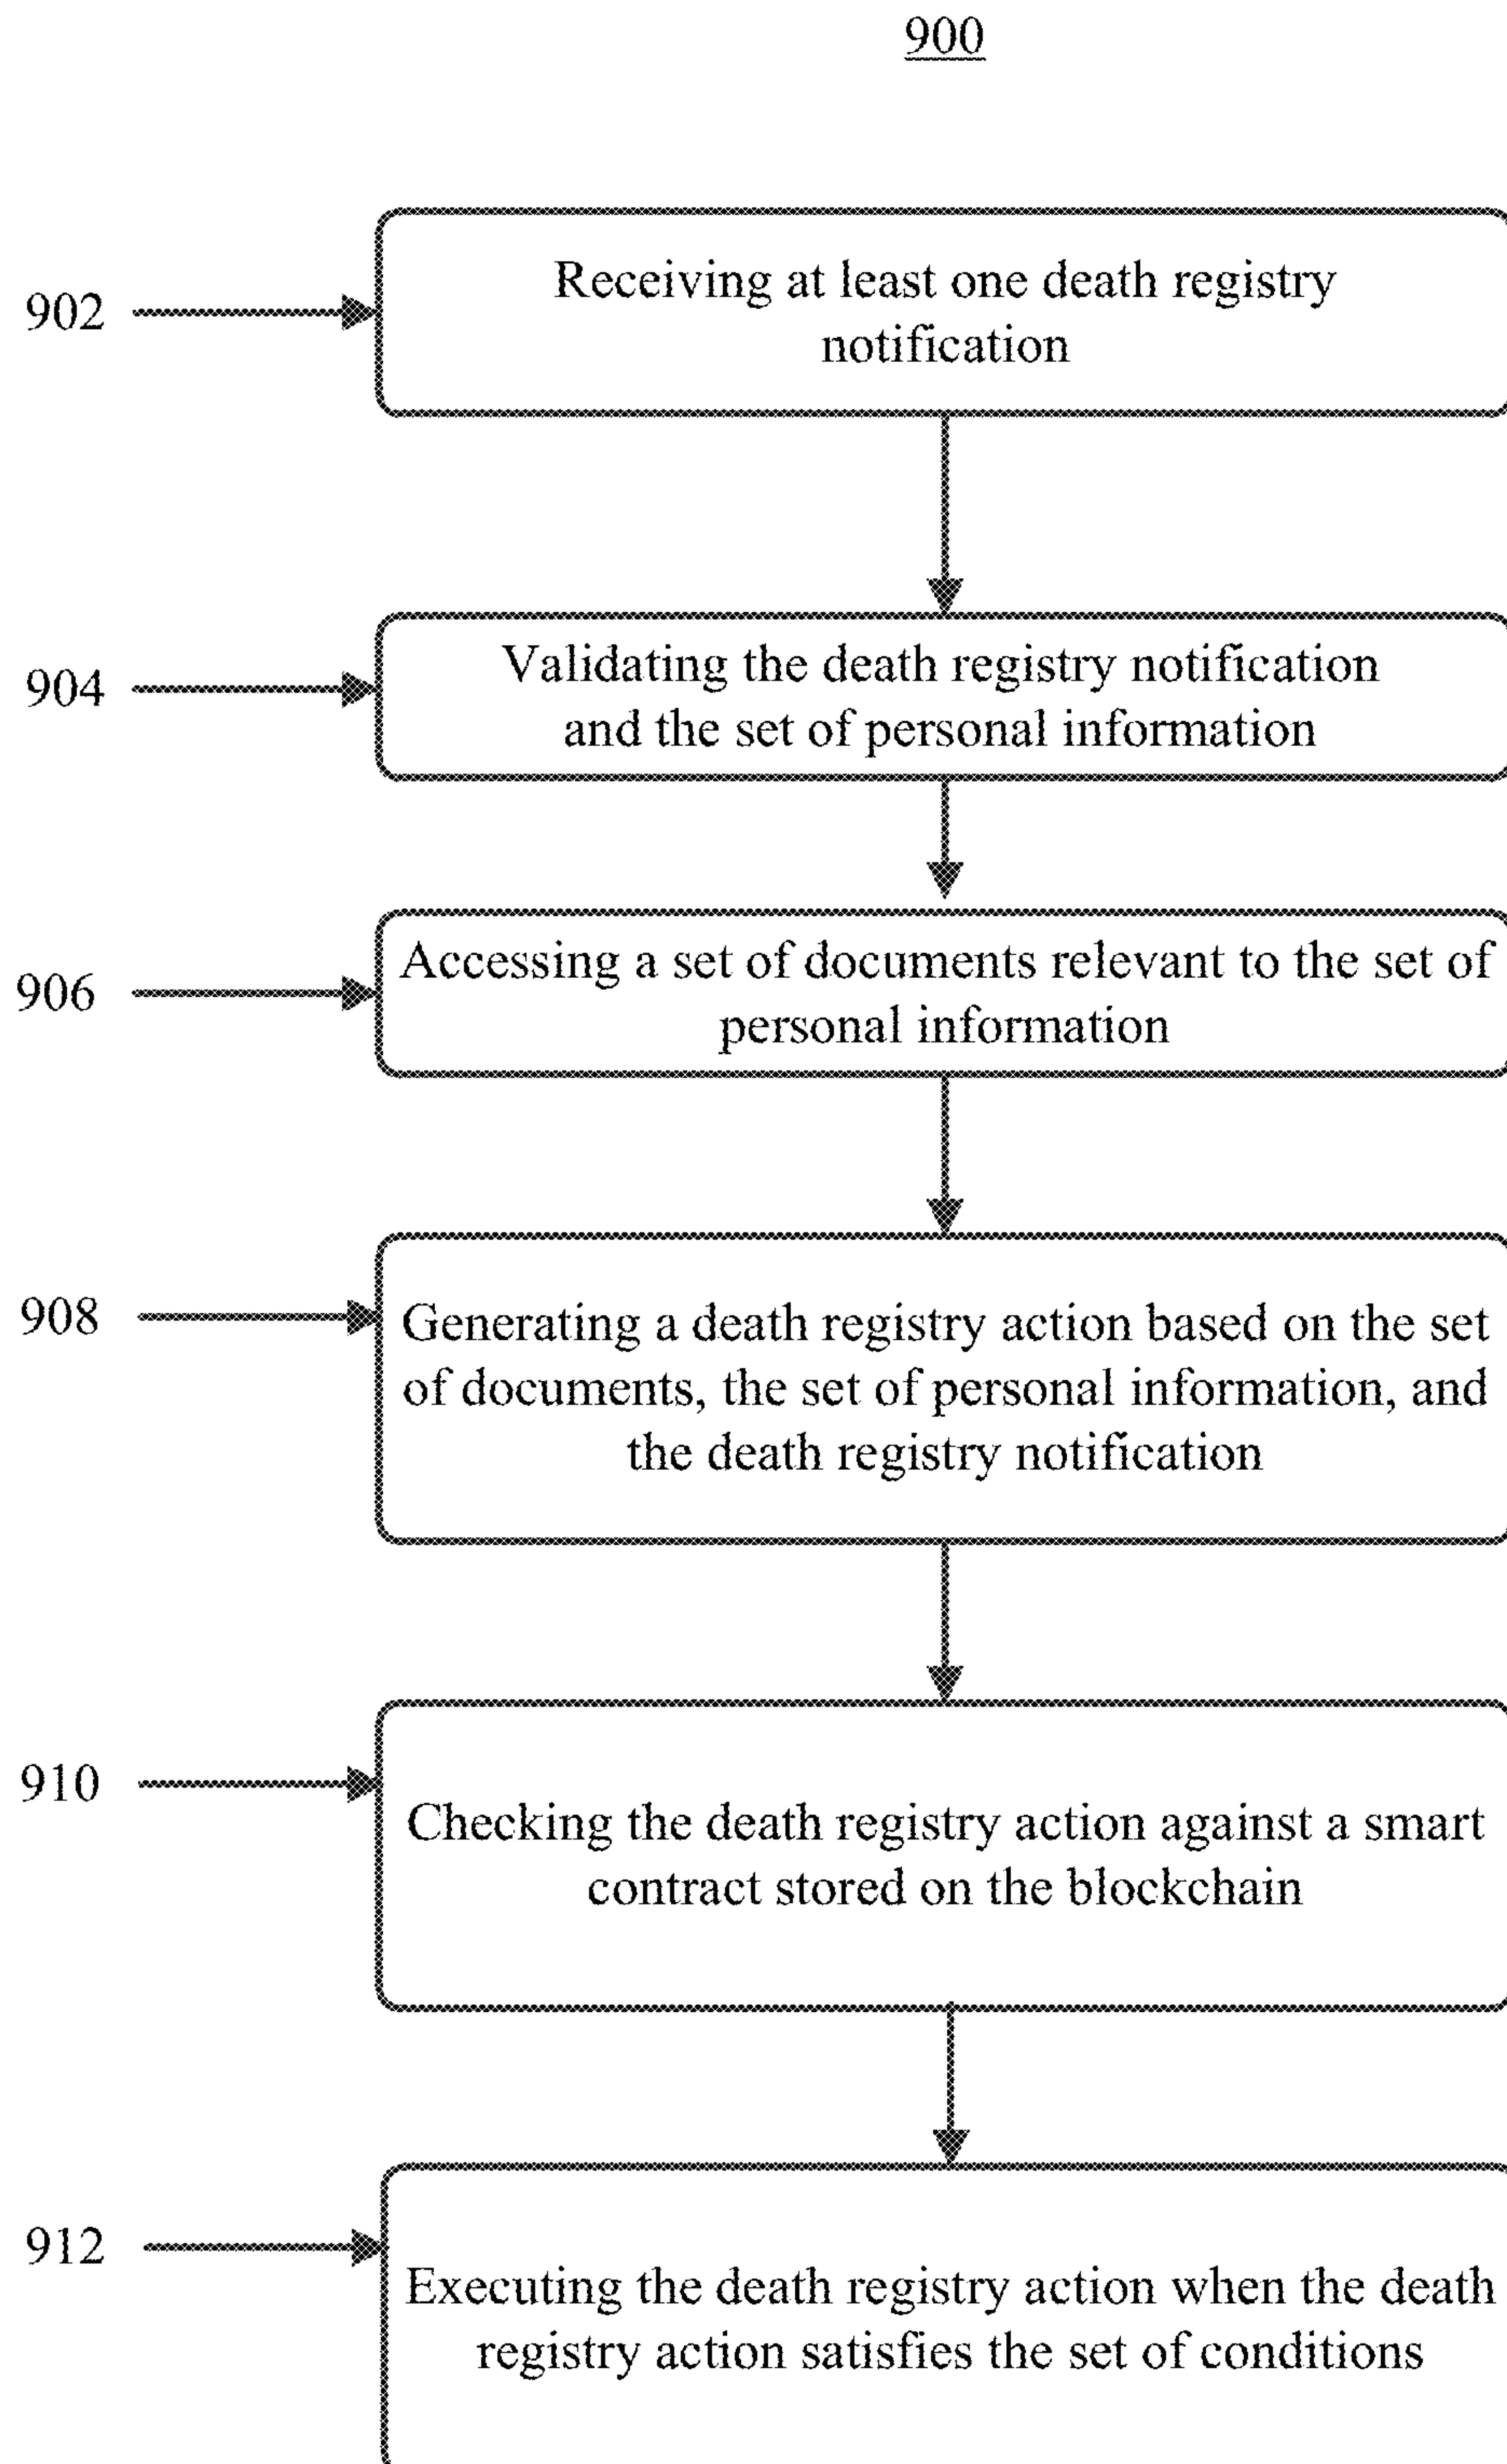 900
902
Receiving at least one death registry
notification
904
Validating the death registry notification
and the set of personal information
906
Accessing a set of documents relevant to the set of
personal information
908
Generating a death registry action based on the set
of documents, the set of personal information, and
the death registry notification
910
Checking the death registry action against a smart
contract stored on the blockchain
912
Executing the death registry action when the death
registry action satisfies the set of conditions